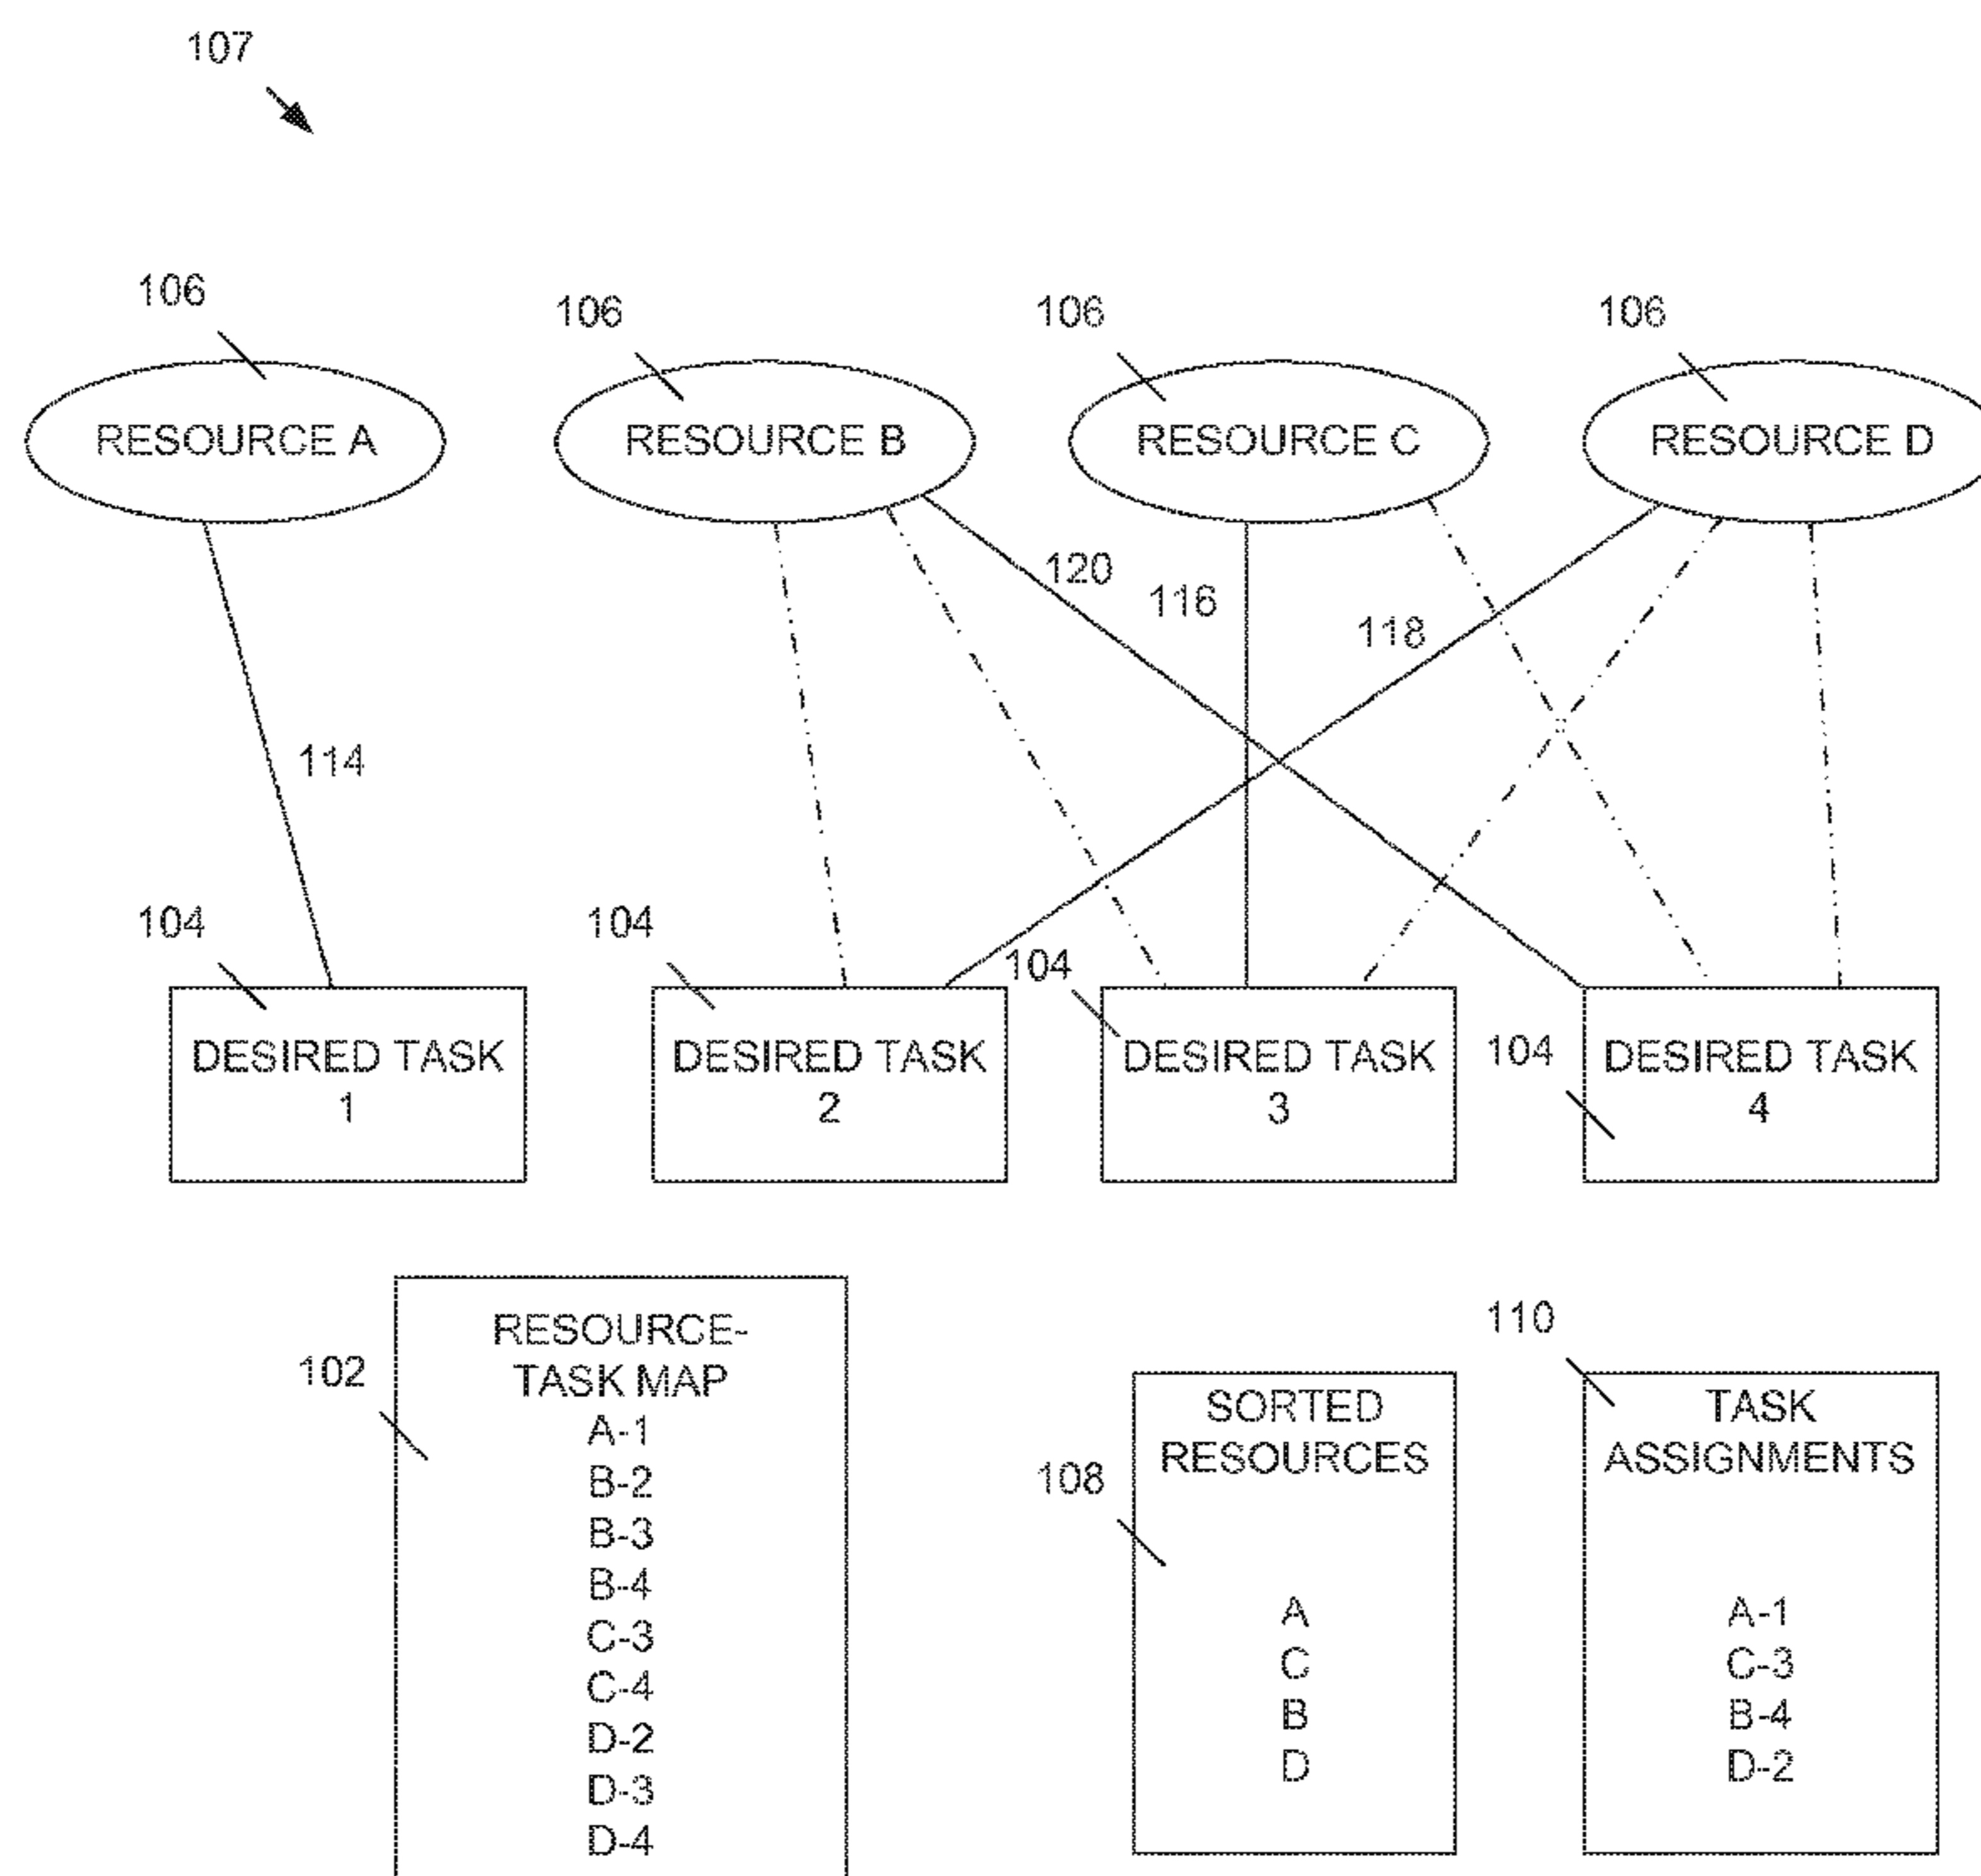 107
106
106
106
106
RESOURCE A
RESOURCE B
RESOURCE C
RESOURCE D
120
116
118
114
104
104
104
104
DESIRED TASK
1
DESIRED TASK
2
DESIRED TASK
3
DESIRED TASK
4
102
RESOURCE-
TASK MAP
A-1
B-2
B-3
B-4
C-3
C-4
D-2
D-3
D-4
108
SORTED
RESOURCES
A
C
B
D
110
TASK
ASSIGNMENTS
A-1
C-3
B-4
D-2